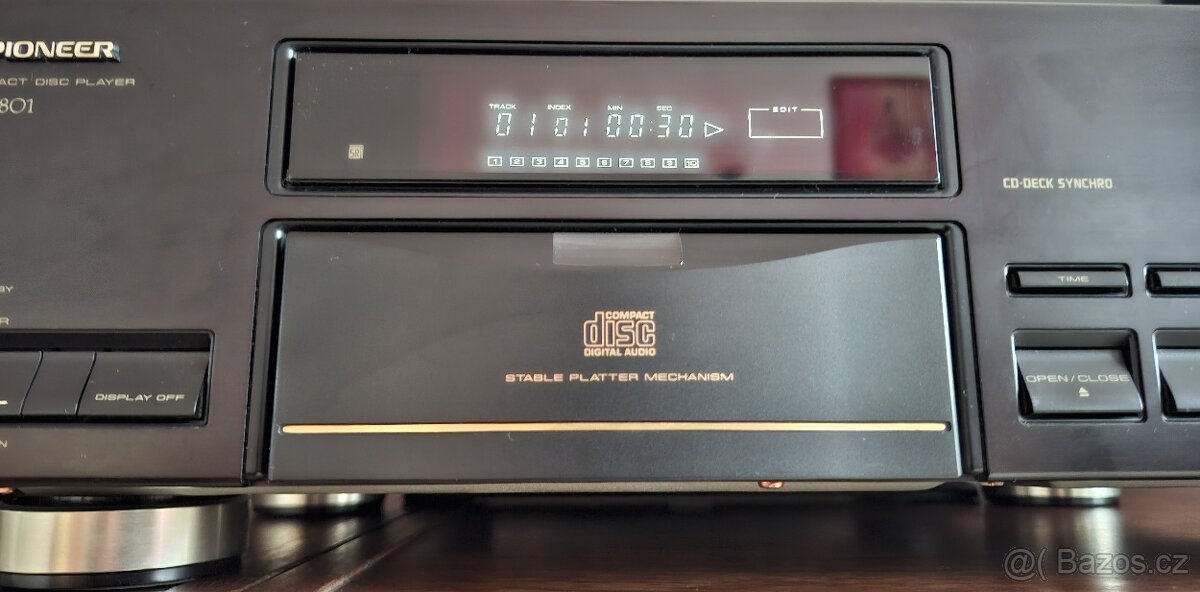 PIONEER
ACT DISC PLAYER
801
TRACK INDEX MIN SEC
01 01 00:30
EDIT
1 2 3 4 5 6 7 8 9 10
SRi
CD·DECK SYNCHRO
TIME
BY
R
COMPACT
disc
DIGITAL AUDIO
STABLE PLATTER MECHANISM
OPEN/CLOSE
DISPLAY OFF
N
@( Bazos.cz